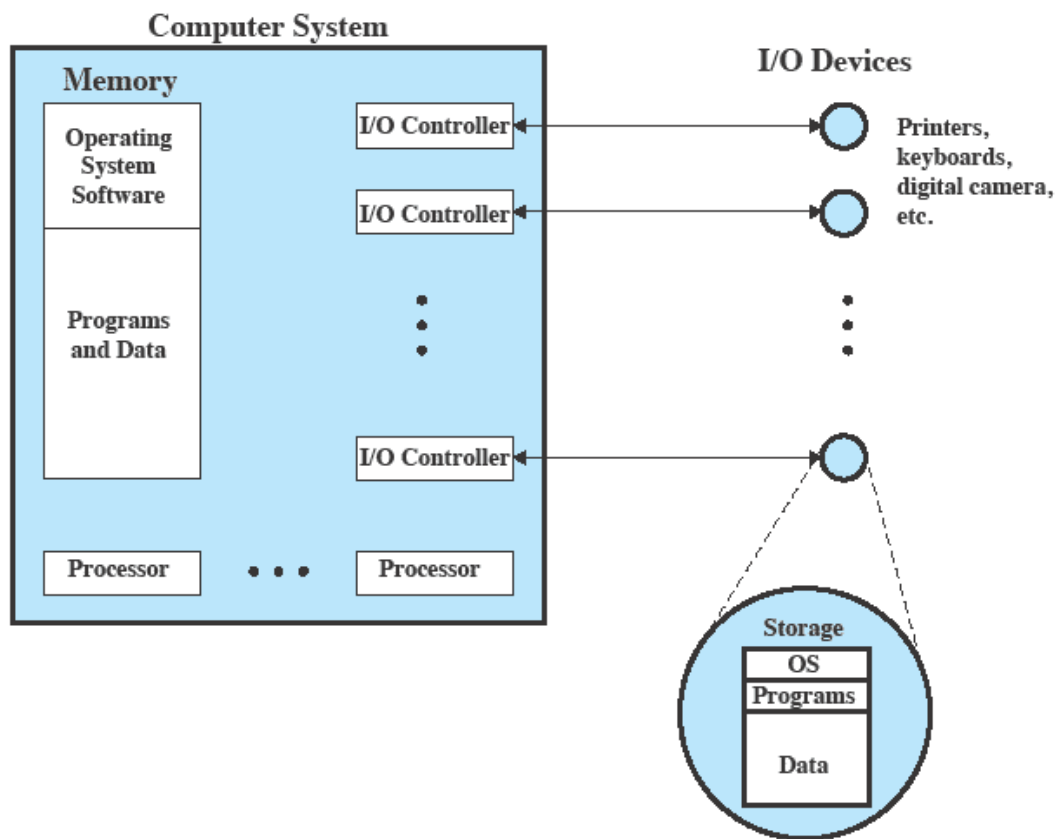 Computer System
Memory
Operating
System
Software
Programs
and Data
I/O Controller
I/O Controller
I/O Controller
Processor
Processor
I/O Devices
Printers,
keyboards,
digital camera,
etc.
Storage
OS
Programs
Data